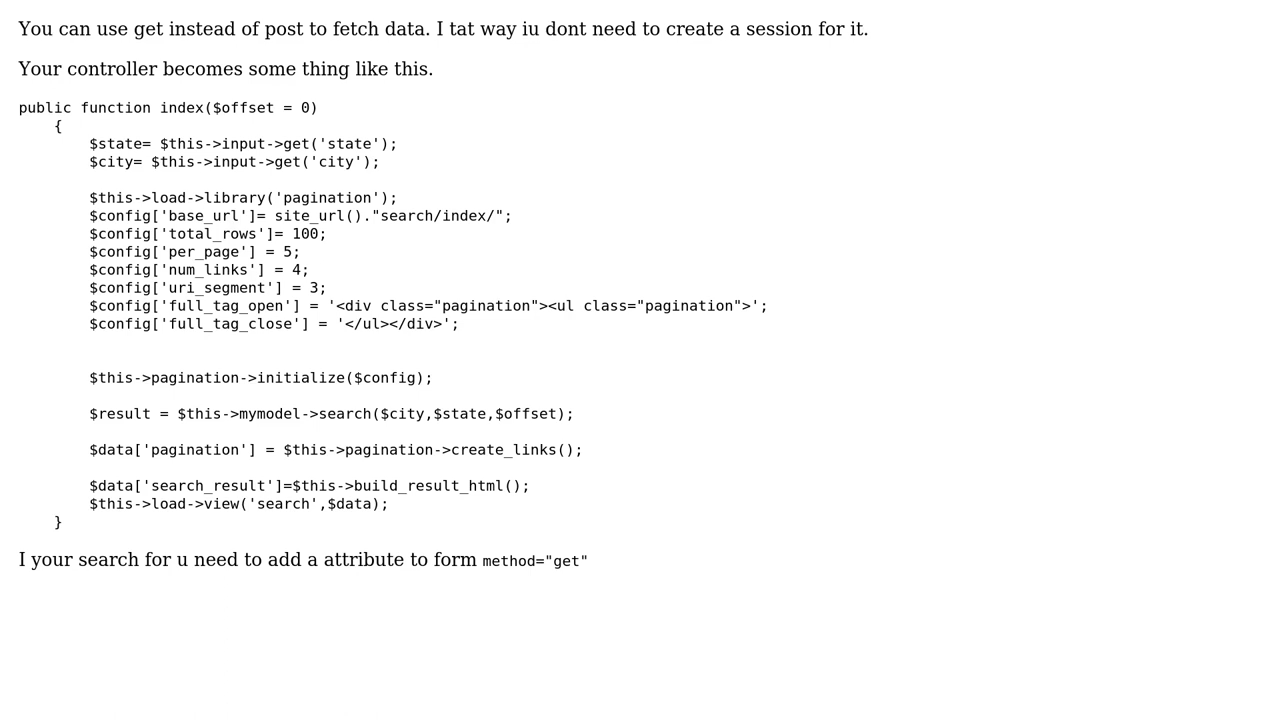 You can use get instead of post to fetch data. I tat way iu dont need to create a session for it.
Your controller becomes some thing like this.
public function index($offset = 0)
    {
        $state= $this->input->get('state');
        $city= $this->input->get('city');

        $this->load->library('pagination');
        $config['base_url']= site_url()."search/index/";
        $config['total_rows']= 100;
        $config['per_page'] = 5;
        $config['num_links'] = 4;
        $config['uri_segment'] = 3;
        $config['full_tag_open'] = '<div class="pagination"><ul class="pagination">';
        $config['full_tag_close'] = '</ul></div>';


        $this->pagination->initialize($config);

        $result = $this->mymodel->search($city,$state,$offset);

        $data['pagination'] = $this->pagination->create_links();

        $data['search_result']=$this->build_result_html();
        $this->load->view('search',$data);
    }
I your search for u need to add a attribute to form method="get"